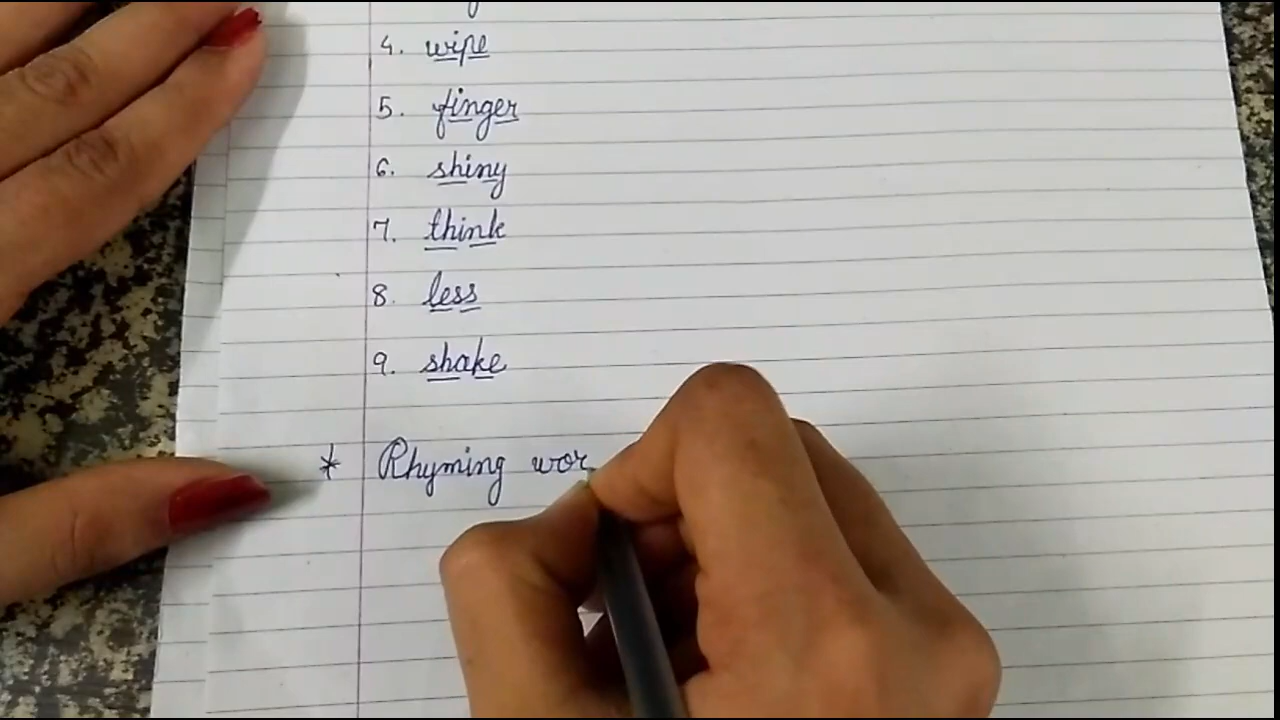 4. wipe
5. finger
6. shiny
7. think
8. less
9. shake
* Rhyming wor